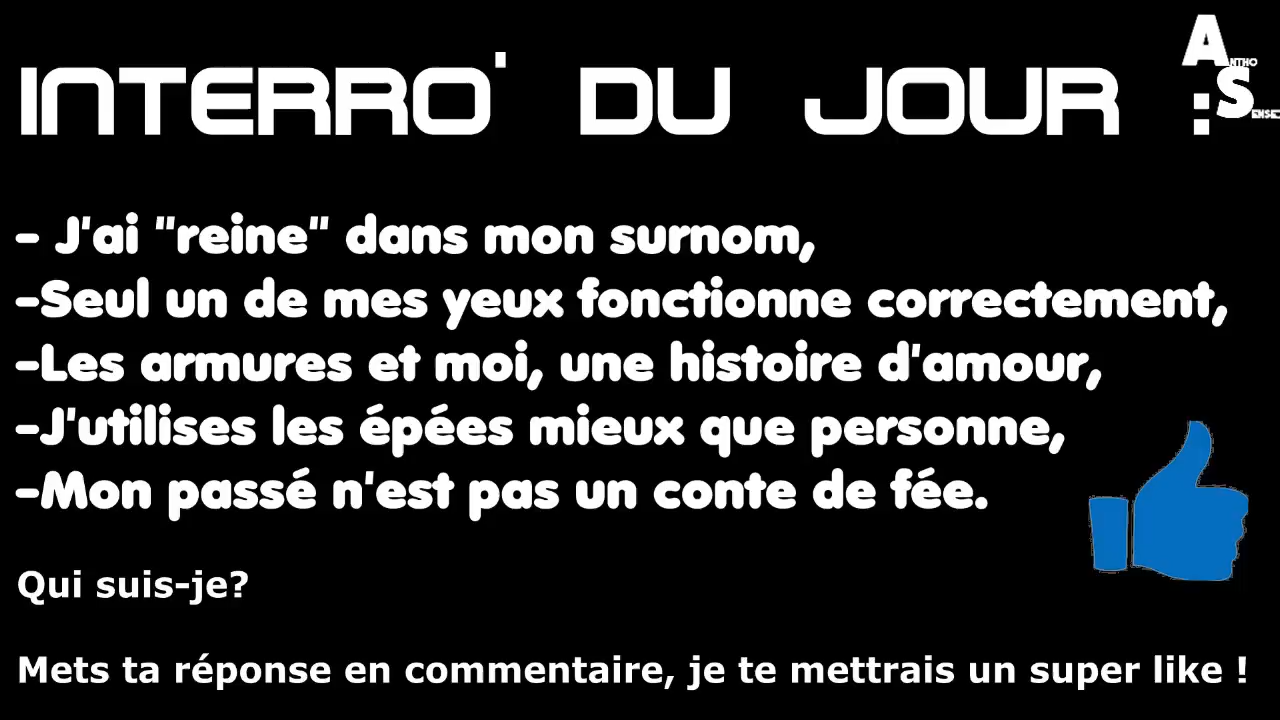 INTERRO' DU JOUR :
ANTHO
SENSE
- J'ai "reine" dans mon surnom,
-Seul un de mes yeux fonctionne correctement,
-Les armures et moi, une histoire d'amour,
-J'utilises les épées mieux que personne,
-Mon passé n'est pas un conte de fée.
Qui suis-je?
Mets ta réponse en commentaire, je te mettrais un super like !